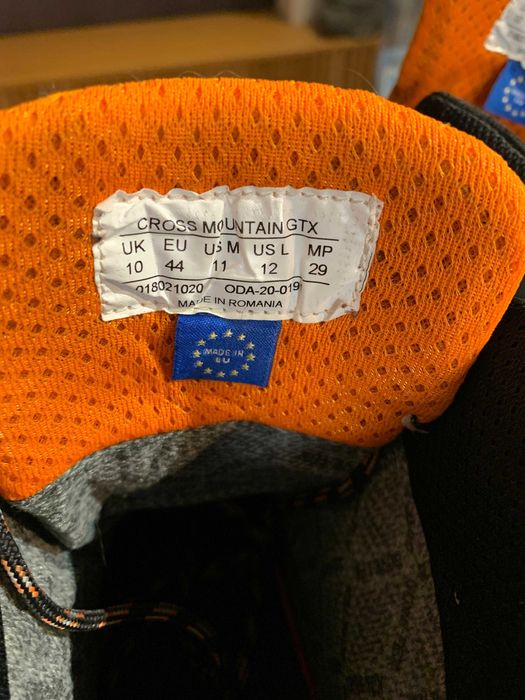 CROSS MOUNTAIN GTX
UK EU US M US L MP
10 44 11 12 29
018021020 ODA-20-019
MADE IN ROMANIA
MADE IN
EU